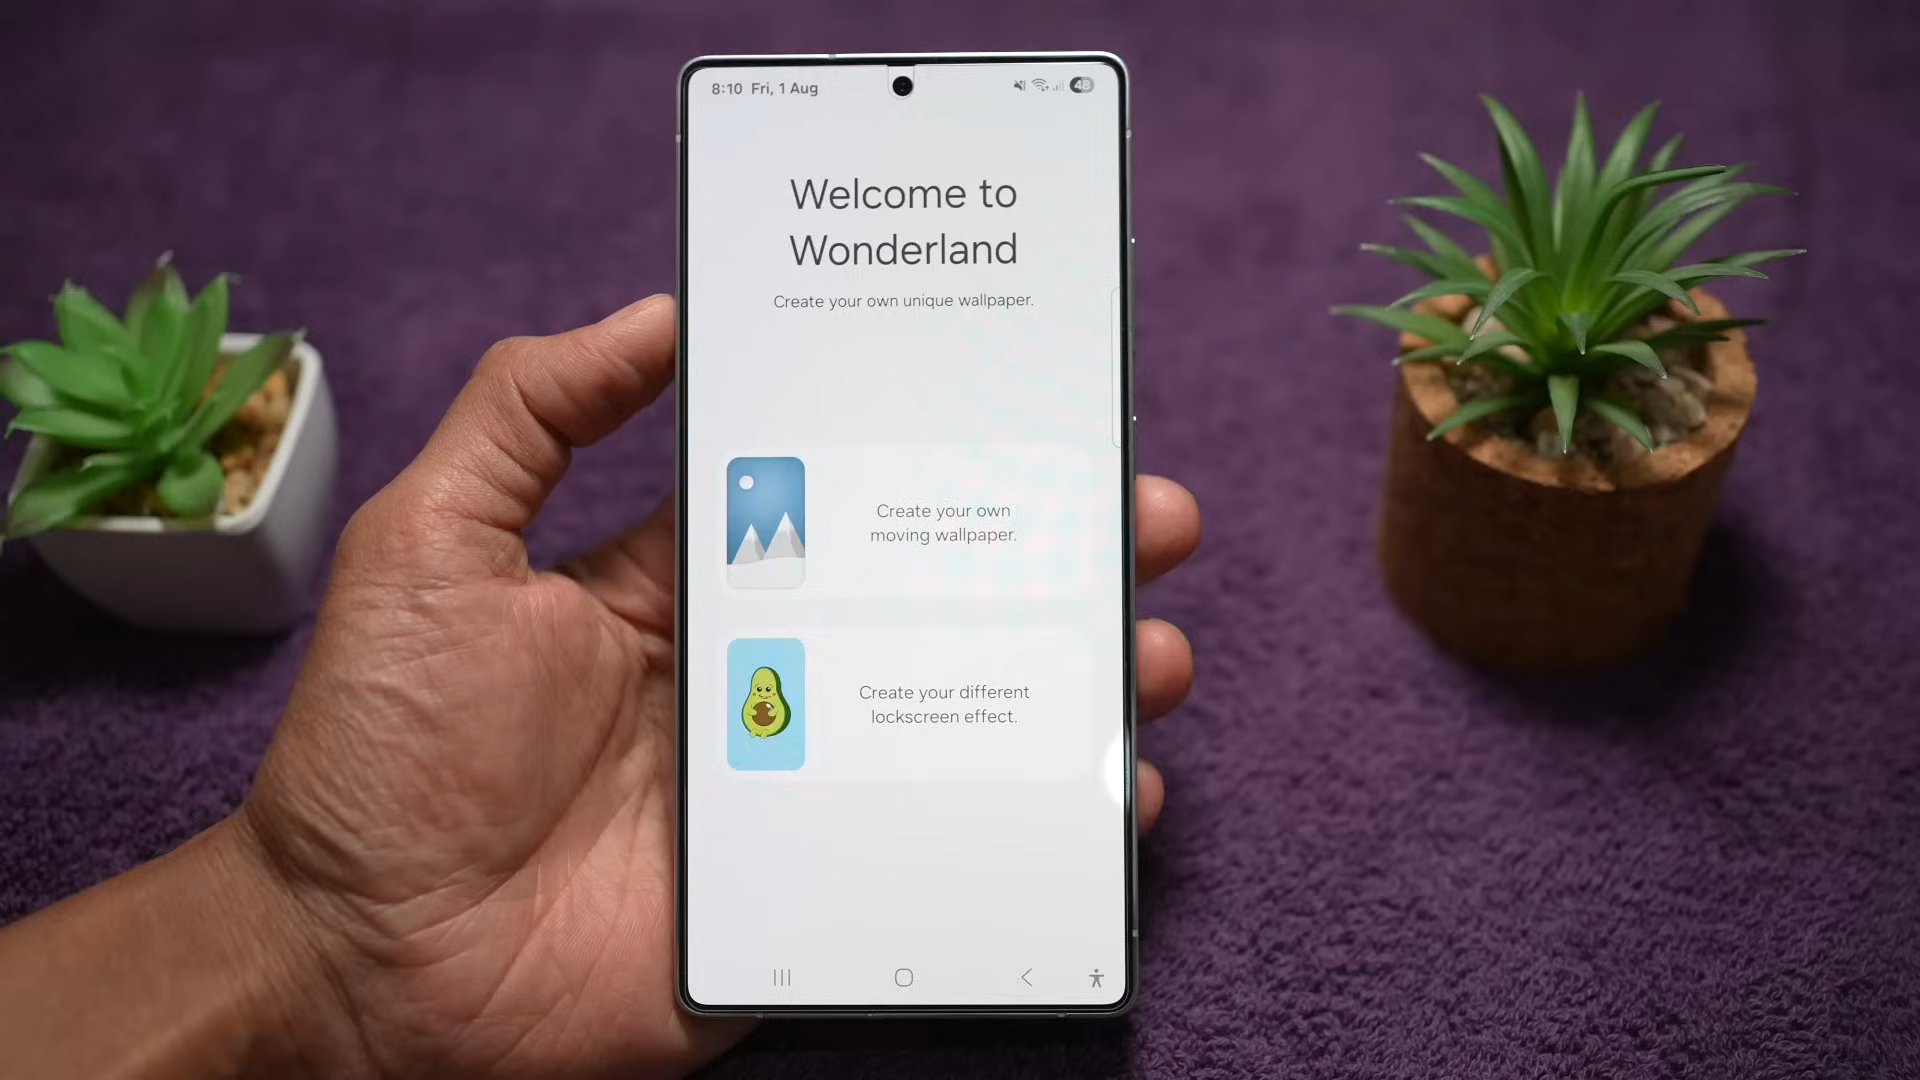 8:10 Fri, 1 Aug
48
Welcome to
Wonderland
Create your own unique wallpaper.
Create your own
moving wallpaper.
Create your different
lockscreen effect.